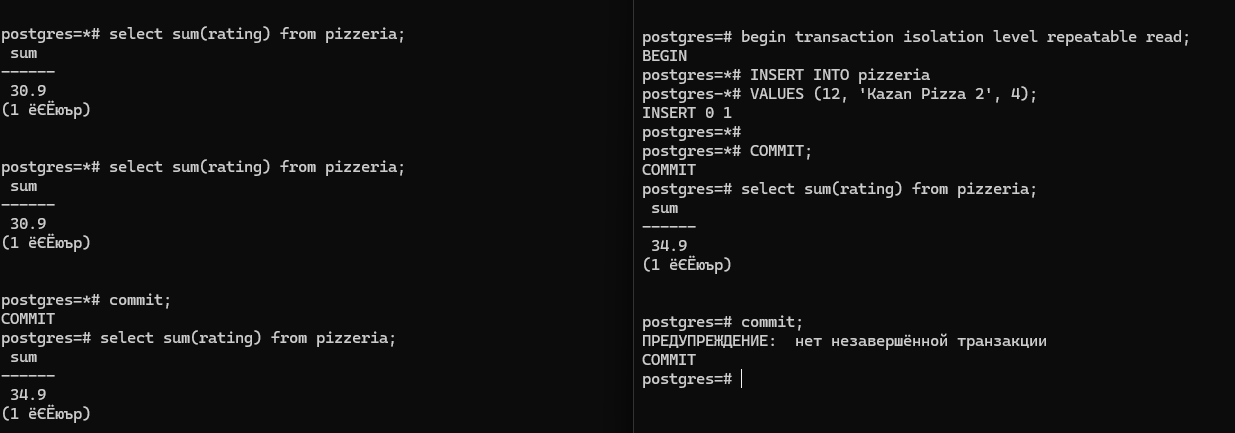 postgres=*# select sum(rating) from pizzeria;
sum
------
30.9
(1 ёЄЁюър)
postgres=*# select sum(rating) from pizzeria;
sum
------
30.9
(1 ёЄЁюър)
postgres=*# commit;
COMMIT
postgres=# select sum(rating) from pizzeria;
sum
------
34.9
(1 ёЄЁюър)
postgres=# begin transaction isolation level repeatable read;
BEGIN
postgres=*# INSERT INTO pizzeria
postgres-*# VALUES (12, 'Kazan Pizza 2', 4);
INSERT 0 1
postgres=*#
postgres=*# COMMIT;
COMMIT
postgres=# select sum(rating) from pizzeria;
sum
------
34.9
(1 ёЄЁюър)
postgres=# commit;
ПРЕДУПРЕЖДЕНИЕ:  нет незавершённой транзакции
COMMIT
postgres=#